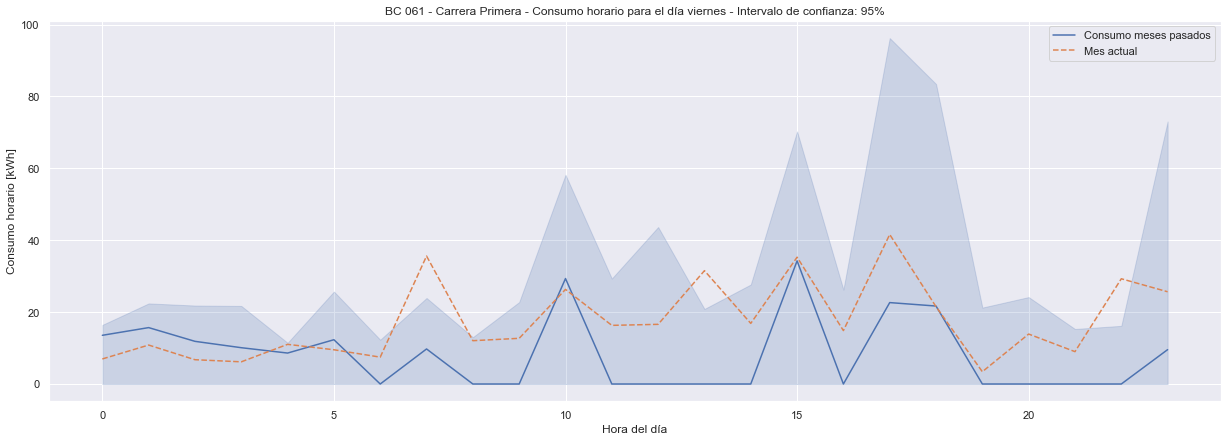 BC 061 - Carrera Primera - Consumo horario para el día viernes - Intervalo de confianza: 95%
Consumo meses pasados
Mes actual
Consumo horario [kWh]
100
80
60
40
20
0
0 5 10 15 20
Hora del día